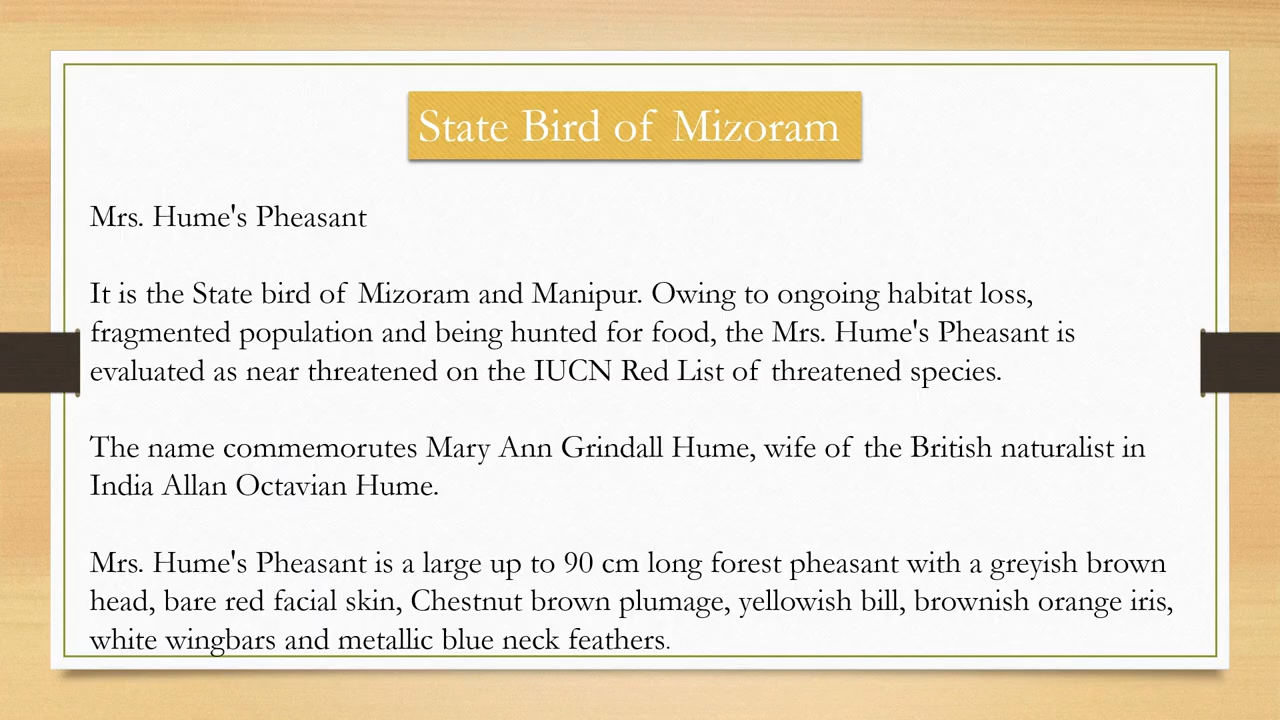 State Bird of Mizoram
Mrs. Hume's Pheasant
It is the State bird of Mizoram and Manipur. Owing to ongoing habitat loss,
fragmented population and being hunted for food, the Mrs. Hume's Pheasant is
evaluated as near threatened on the IUCN Red List of threatened species.
The name commemorutes Mary Ann Grindall Hume, wife of the British naturalist in
India Allan Octavian Hume.
Mrs. Hume's Pheasant is a large up to 90 cm long forest pheasant with a greyish brown
head, bare red facial skin, Chestnut brown plumage, yellowish bill, brownish orange iris,
white wingbars and metallic blue neck feathers.